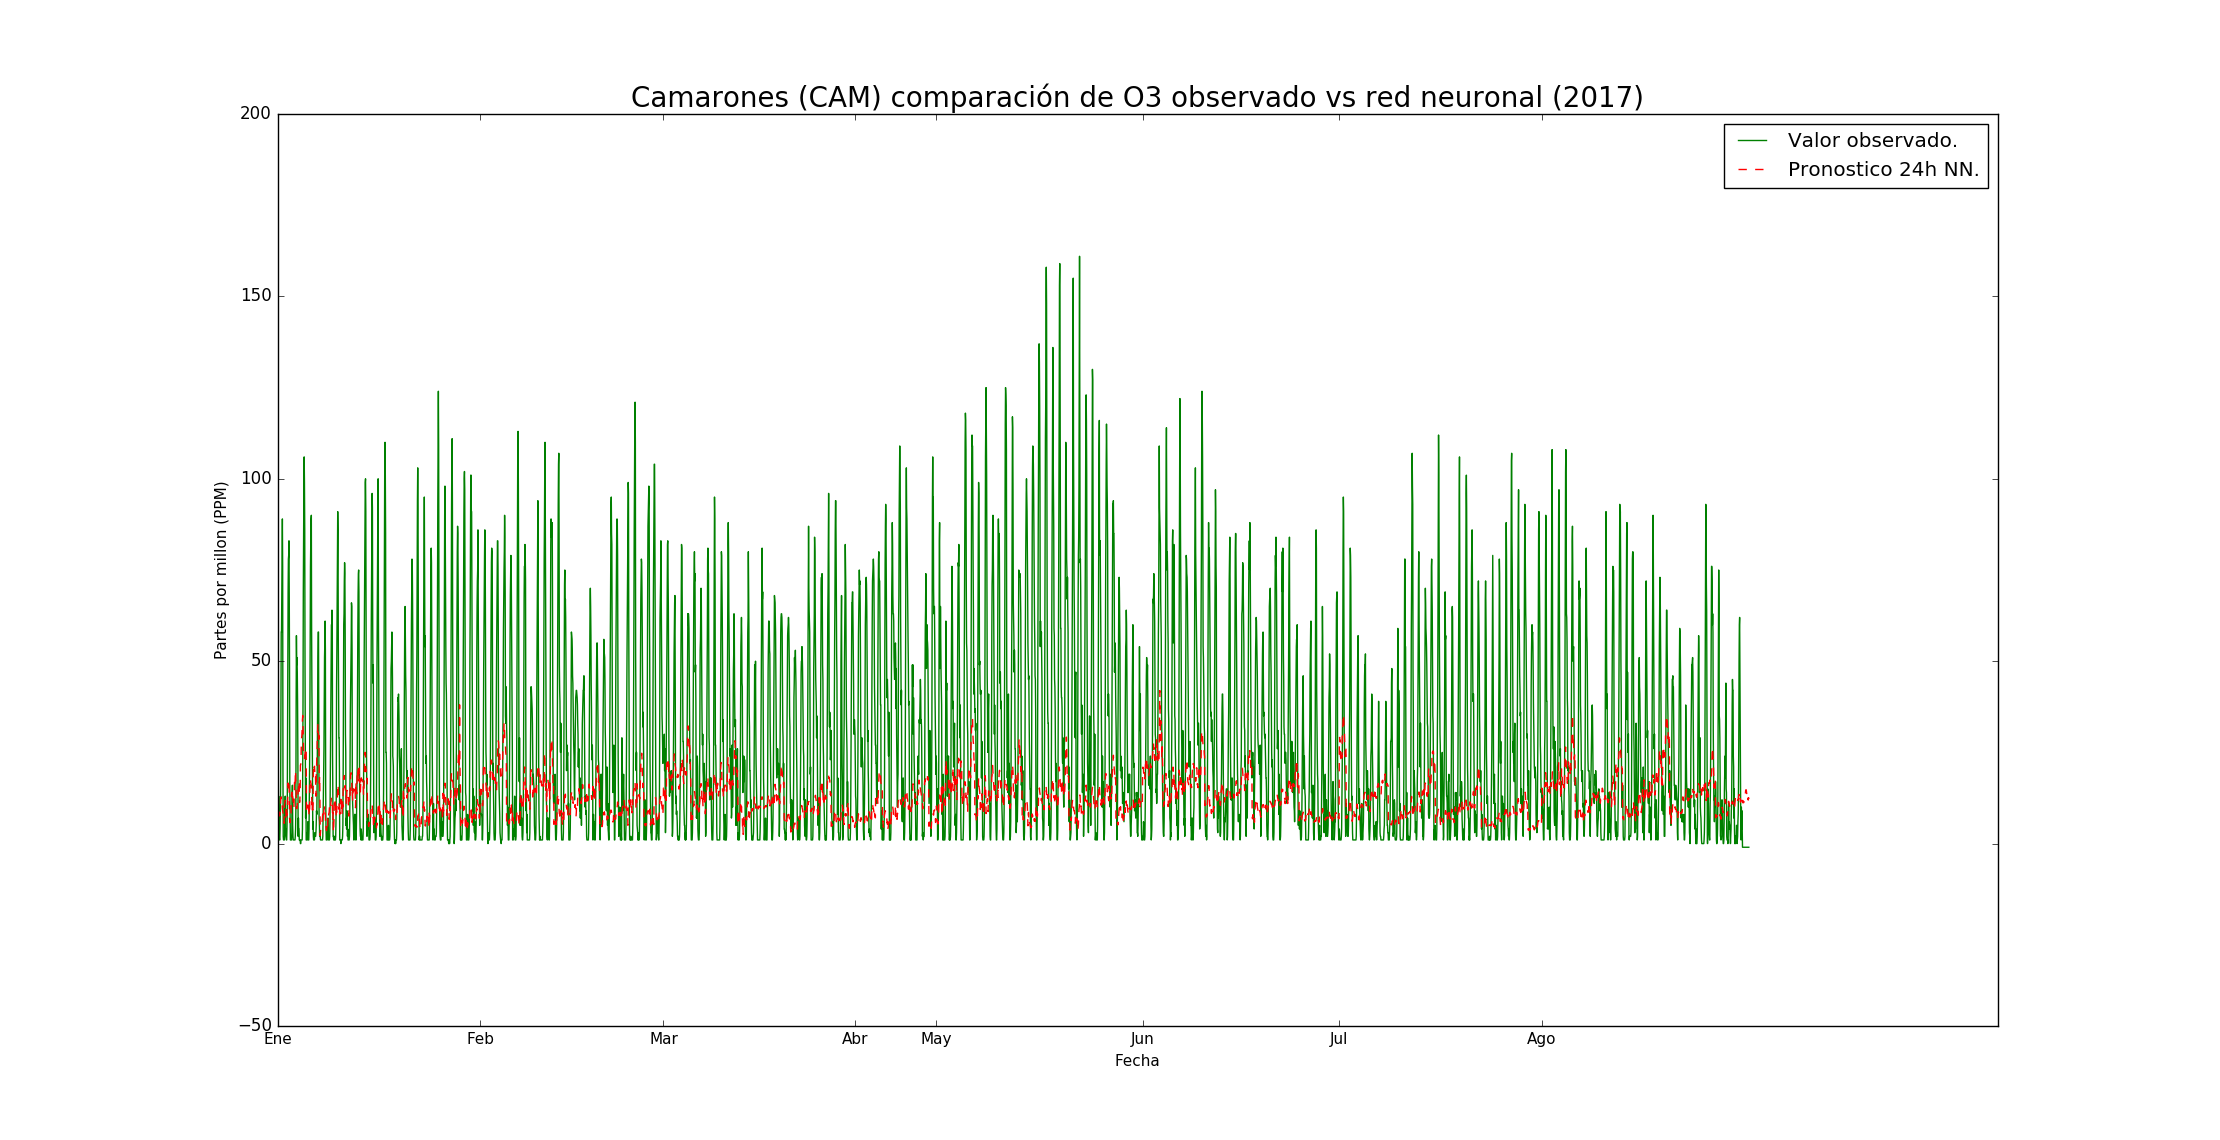 Camarones (CAM) comparación de O3 observado vs red neuronal (2017)
200
150
100
50
0
−50
Partes por millon (PPM)
Valor observado.
Pronostico 24h NN.
Ene Feb Mar Abr May Jun Jul Ago
Fecha